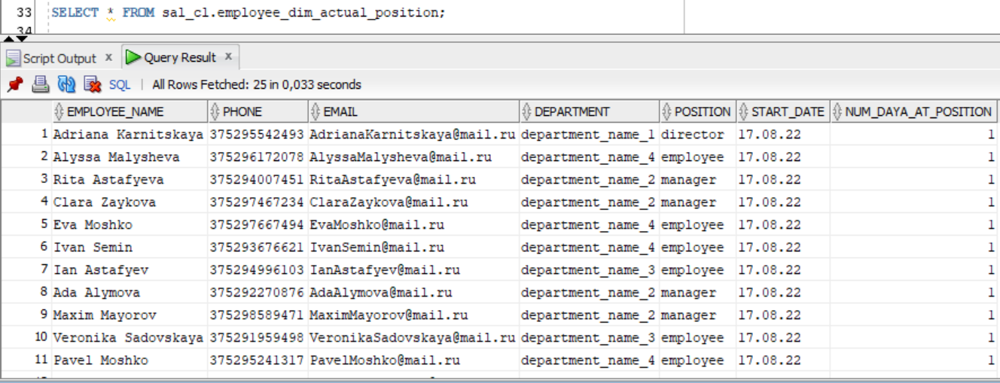 33 SELECT * FROM sal_cl.employee_dim_actual_position;
34
Script Output x Query Result x
SQL | All Rows Fetched: 25 in 0,033 seconds
EMPLOYEE_NAME PHONE EMAIL DEPARTMENT POSITION START_DATE NUM_DAYA_AT_POSITION
1 Adriana Karnitskaya 375295542493 AdrianaKarnitskaya@mail.ru department_name_1 director 17.08.22 1
2 Alyssa Malysheva 375296172078 AlyssaMalysheva@mail.ru department_name_4 employee 17.08.22 1
3 Rita Astafyeva 375294007451 RitaAstafyeva@mail.ru department_name_2 manager 17.08.22 1
4 Clara Zaykova 375297467234 ClaraZaykova@mail.ru department_name_2 manager 17.08.22 1
5 Eva Moshko 375297667494 EvaMoshko@mail.ru department_name_4 employee 17.08.22 1
6 Ivan Semin 375293676621 IvanSemin@mail.ru department_name_4 employee 17.08.22 1
7 Ian Astafyev 375294996103 IanAstafyev@mail.ru department_name_3 employee 17.08.22 1
8 Ada Alymova 375292270876 AdaAlymova@mail.ru department_name_2 manager 17.08.22 1
9 Maxim Mayorov 375298589471 MaximMayorov@mail.ru department_name_2 manager 17.08.22 1
10 Veronika Sadovskaya 375291959498 VeronikaSadovskaya@mail.ru department_name_3 employee 17.08.22 1
11 Pavel Moshko 375295241317 PavelMoshko@mail.ru department_name_4 employee 17.08.22 1